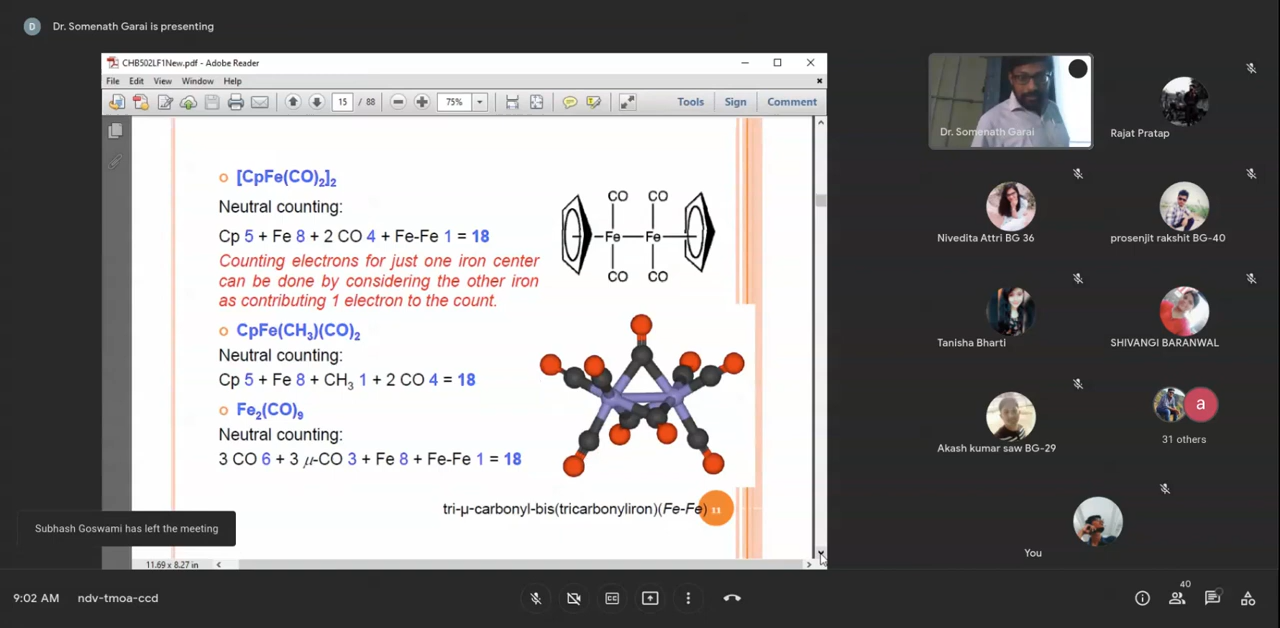 D
Dr. Somenath Garai is presenting
CHB502LF1New.pdf - Adobe Reader
File Edit View Window Help
15 / 88
75%
Tools Sign Comment
[CpFe(CO)₂]₂
Neutral counting:
Cp 5 + Fe 8 + 2 CO 4 + Fe-Fe 1 = 18
Counting electrons for just one iron center
can be done by considering the other iron
as contributing 1 electron to the count.
CpFe(CH₃)(CO)₂
Neutral counting:
Cp 5 + Fe 8 + CH₃ 1 + 2 CO 4 = 18
Fe₂(CO)₉
Neutral counting:
3 CO 6 + 3 μ-CO 3 + Fe 8 + Fe-Fe 1 = 18
CO CO
Fe Fe
CO CO
tri-μ-carbonyl-bis(tricarbonyliron)(Fe-Fe)
11.69 x 8.27 in
Dr. Somenath Garai
Rajat Pratap
Nivedita Attri BG 36
prosenjit rakshit BG-40
Tanisha Bharti
SHIVANGI BARANWAL
Akash kumar saw BG-29
a
31 others
You
Subhash Goswami has left the meeting
9:02 AM ndv-tmoa-ccd
CC
40